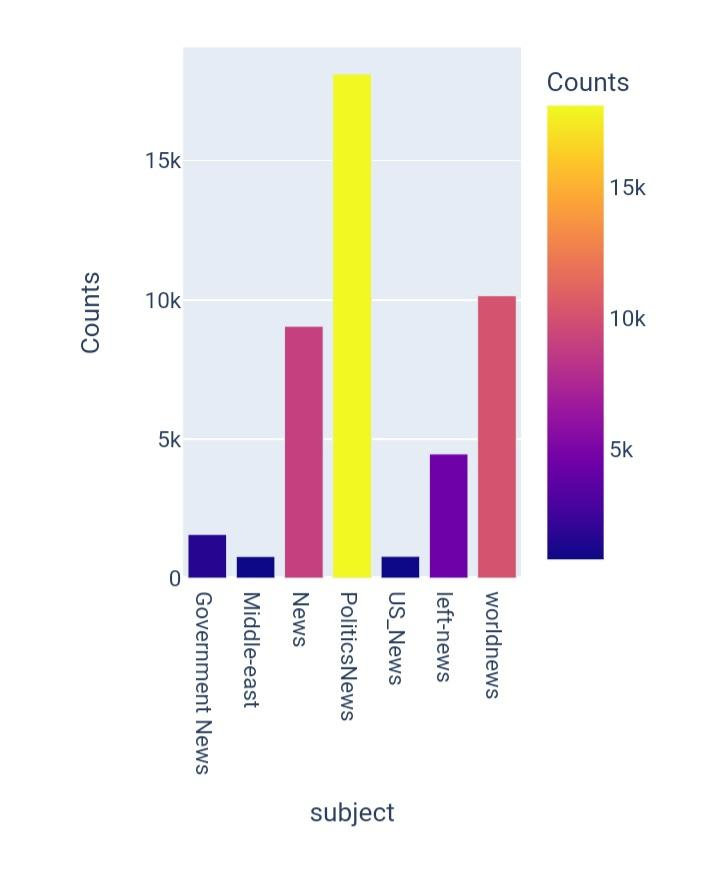 Counts
15k
10k
5k
0
Counts
15k
10k
5k
Government News
Middle-east
News
PoliticsNews
US_News
left-news
worldnews
subject